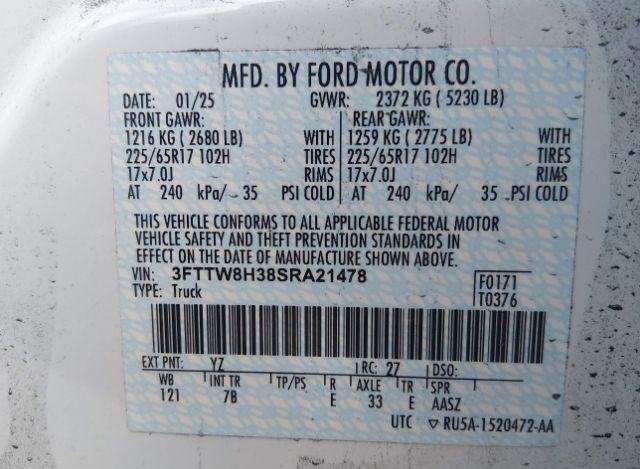 MFD. BY FORD MOTOR CO.
DATE: 01/25 GVWR: 2372 KG ( 5230 LB)
FRONT GAWR: REAR GAWR:
1216 KG ( 2680 LB) WITH 1259 KG ( 2775 LB) WITH
225/65R17 102H TIRES 225/65R17 102H TIRES
17x7.0J RIMS 17x7.0J RIMS
AT 240 kPa/ 35 PSI COLD AT 240 kPa/ 35 PSI COLD
THIS VEHICLE CONFORMS TO ALL APPLICABLE FEDERAL MOTOR
VEHICLE SAFETY AND THEFT PREVENTION STANDARDS IN
EFFECT ON THE DATE OF MANUFACTURE SHOWN ABOVE.
VIN: 3FTTW8H38SRA21478 F0171
TYPE: Truck T0376
EXT PNT: YZ RC: 27 DSO:
WB INT TR TP/PS R AXLE TR SPR
121 7B E 33 E AASZ
UTC ▽ RU5A-1520472-AA